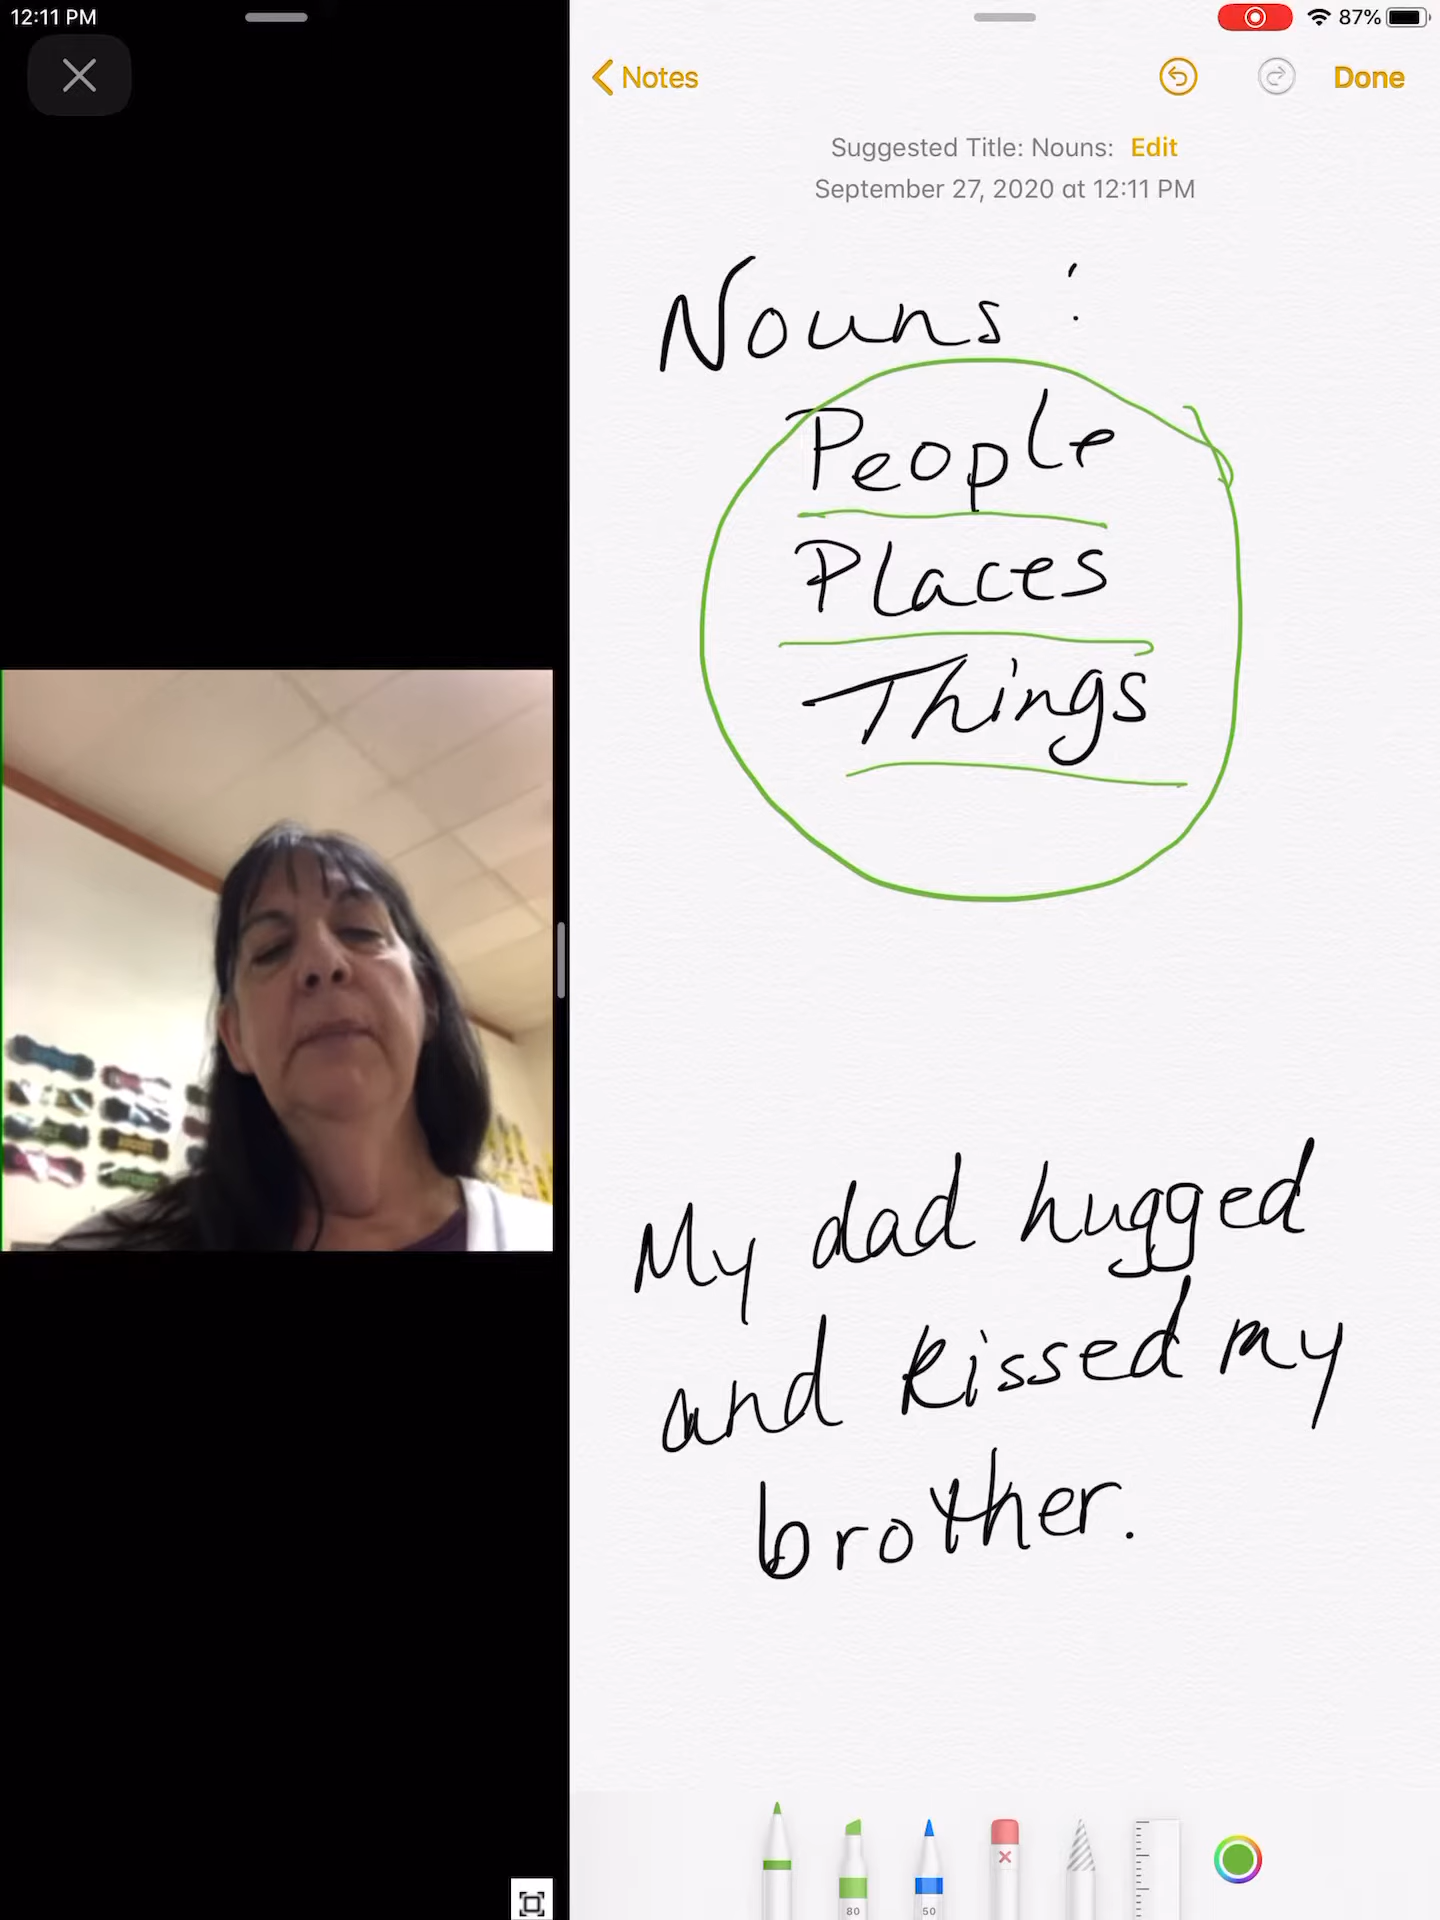 12:11 PM
87%
Notes
Done
Suggested Title: Nouns: Edit
September 27, 2020 at 12:11 PM
Nouns:
People
Places
Things
My dad hugged
and kissed my
brother.
80
50